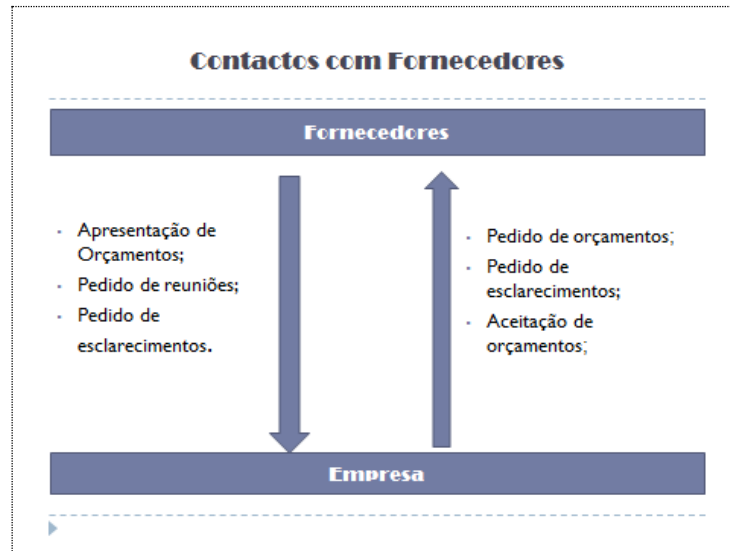 Contactos com Fornecedores
Fornecedores
• Apresentação de
Orçamentos;
• Pedido de reuniões;
• Pedido de
esclarecimentos.
• Pedido de orçamentos;
• Pedido de
esclarecimentos;
• Aceitação de
orçamentos;
Empresa